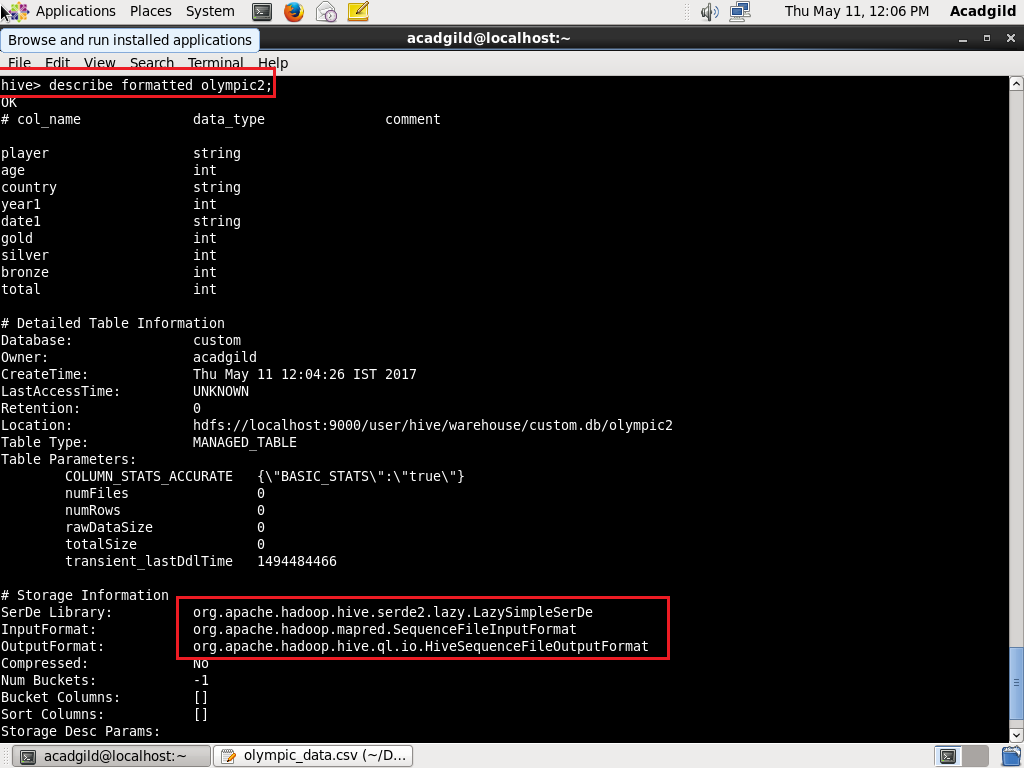 Applications Places System Thu May 11, 12:06 PM Acadgild
Browse and run installed applications
acadgild@localhost:~
File Edit View Search Terminal Help
hive> describe formatted olympic2;
OK
# col_name data_type comment
player string
age int
country string
year1 int
date1 string
gold int
silver int
bronze int
total int
# Detailed Table Information
Database: custom
Owner: acadgild
CreateTime: Thu May 11 12:04:26 IST 2017
LastAccessTime: UNKNOWN
Retention: 0
Location: hdfs://localhost:9000/user/hive/warehouse/custom.db/olympic2
Table Type: MANAGED_TABLE
Table Parameters:
COLUMN_STATS_ACCURATE {\"BASIC_STATS\":\"true\"}
numFiles 0
numRows 0
rawDataSize 0
totalSize 0
transient_lastDdlTime 1494484466
# Storage Information
SerDe Library: org.apache.hadoop.hive.serde2.lazy.LazySimpleSerDe
InputFormat: org.apache.hadoop.mapred.SequenceFileInputFormat
OutputFormat: org.apache.hadoop.hive.ql.io.HiveSequenceFileOutputFormat
Compressed: No
Num Buckets: -1
Bucket Columns: []
Sort Columns: []
Storage Desc Params:
acadgild@localhost:~ olympic_data.csv (~/D...